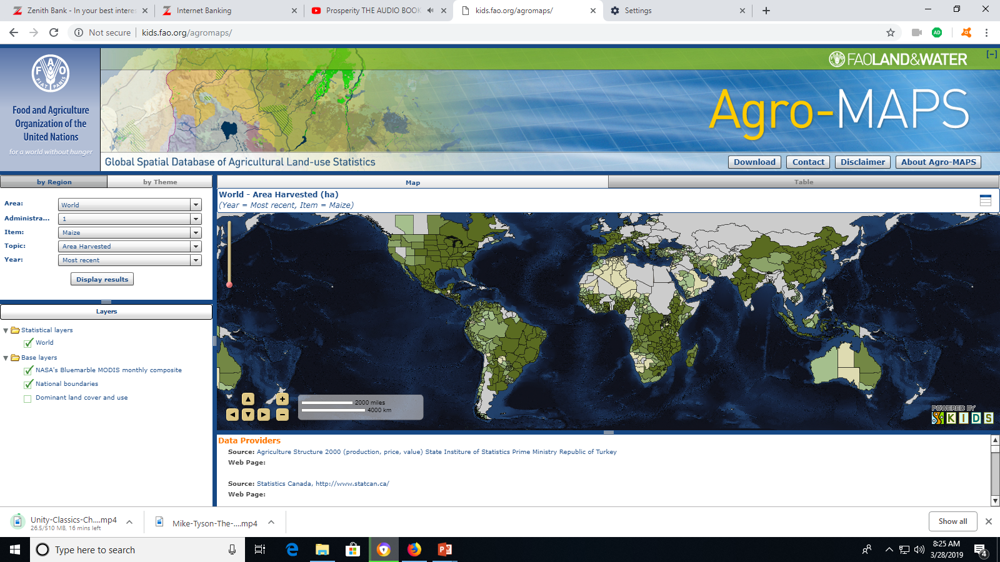 Zenith Bank - In your best interes
Internet Banking
Prosperity THE AUDIO BOOK
kids.fao.org/agromaps/
Settings
Not secure
kids.fao.org/agromaps/
AD
F A O
FIAT PANIS
Food and Agriculture
Organization of the
United Nations
for a world without hunger
FAOLAND&WATER
[-]
Agro-MAPS
Global Spatial Database of Agricultural Land-use Statistics
Download
Contact
Disclaimer
About Agro-MAPS
by Region
by Theme
Map
Table
Area:
World
Administra...
1
Item:
Maize
Topic:
Area Harvested
Year:
Most recent
Display results
World - Area Harvested (ha)
(Year = Most recent, Item = Maize)
Layers
Statistical layers
World
Base layers
NASA's Bluemarble MODIS monthly composite
National boundaries
Dominant land cover and use
2000 miles
4000 km
POWERED BY
KIDS
Data Providers
Source: Agriculture Structure 2000 (production, price, value) State Institure of Statistics Prime Ministry Republic of Turkey
Web Page:
Source: Statistics Canada, http://www.statcan.ca/
Web Page:
Unity-Classics-Ch....mp4
26.5/510 MB, 16 mins left
Mike-Tyson-The-....mp4
Show all
Type here to search
8:25 AM
3/28/2019
4